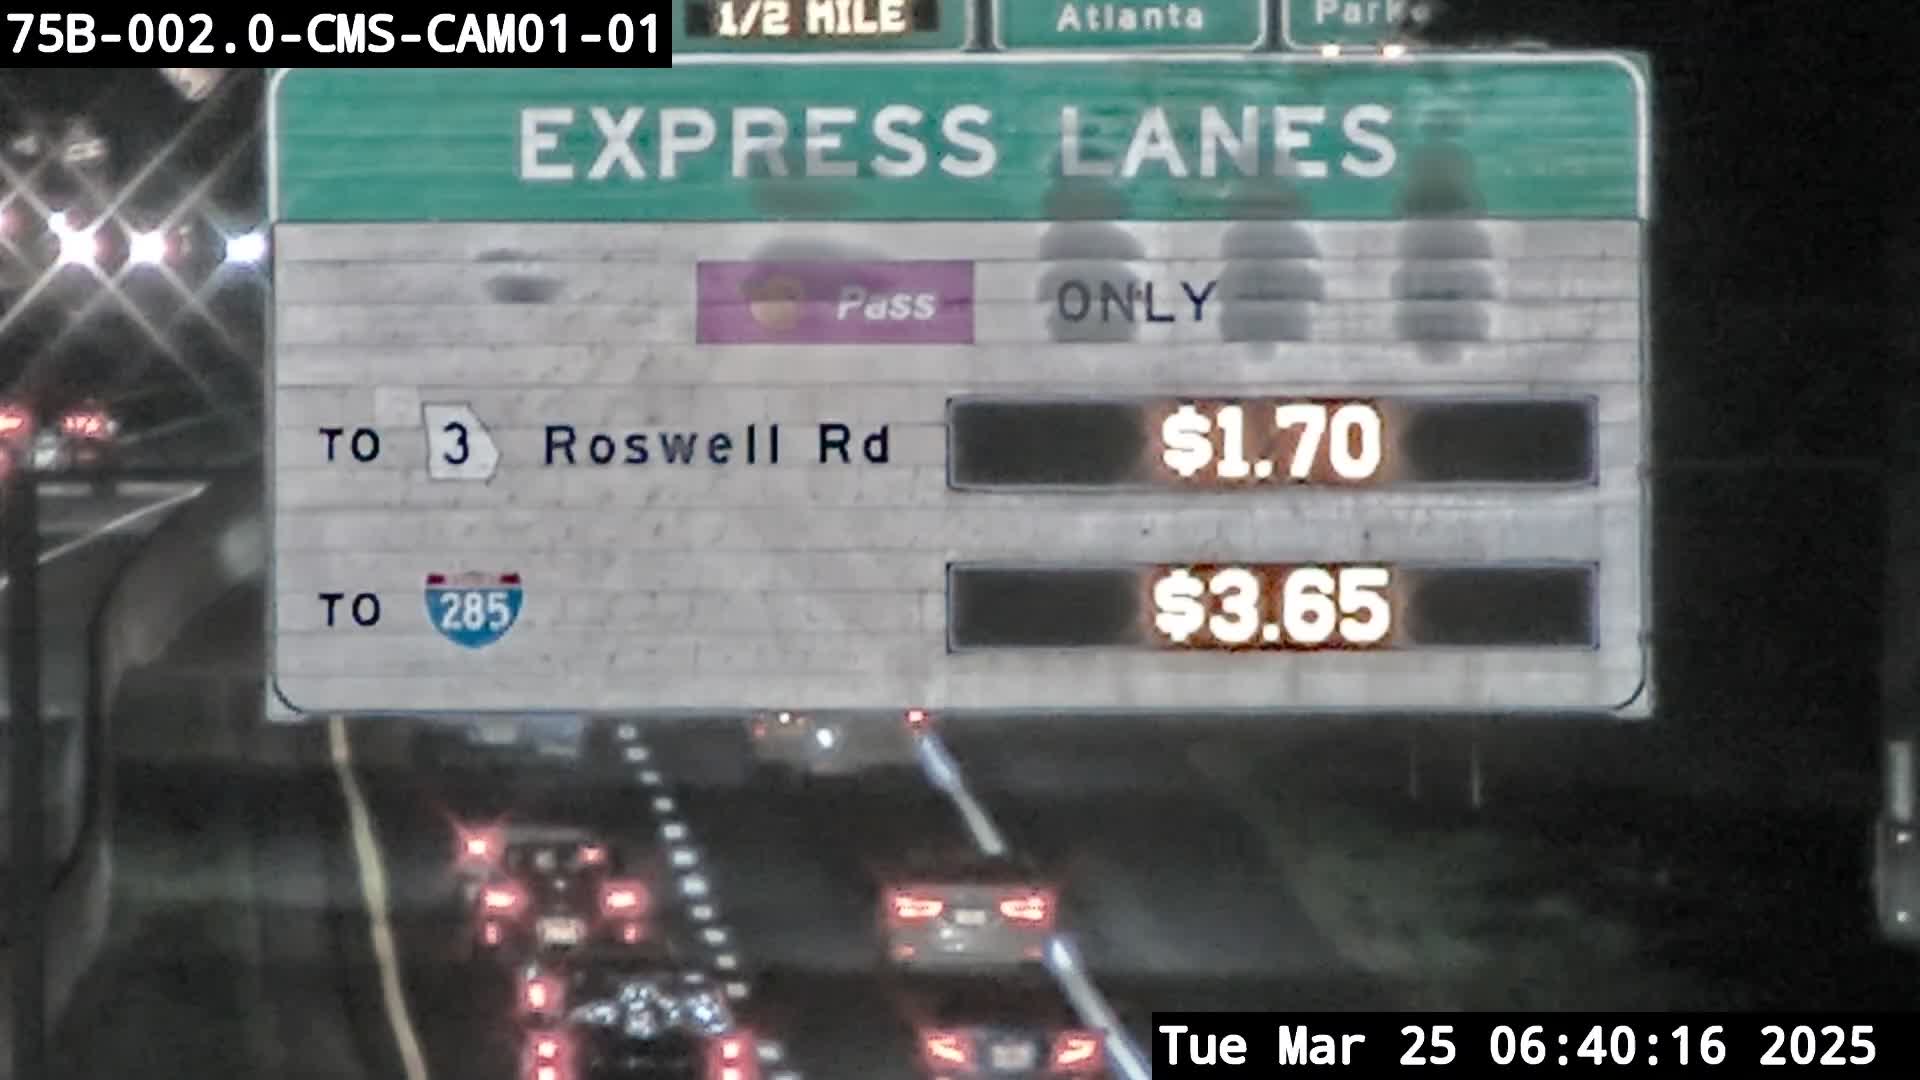 75B-002.0-CMS-CAM01-01
1/2 MILE
Atlanta
EXPRESS LANES
Pass ONLY
TO 3 Roswell Rd $1.70
TO 285 $3.65
Tue Mar 25 06:40:16 2025